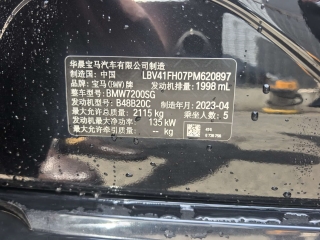 华晨宝马汽车有限公司制造
制造国: 中国 LBV41FH07PM620897
品牌: 宝马(BMW)牌 发动机排量: 1998 mL
整车型号: BMW7200SG
发动机型号: B48B20C 制造年月: 2023-04
最大允许总质量: 2115 kg 乘坐人数: 5
发动机最大净功率: 135 kW
最大允许牵引质量: -- kg